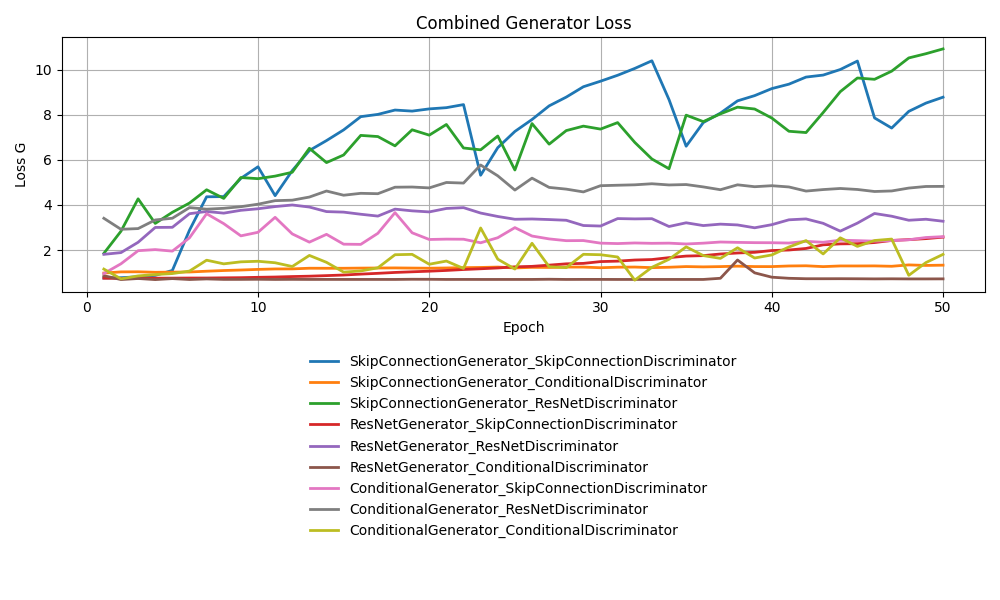 Combined Generator Loss
Loss G
10
8
6
4
2
0
10
20
30
40
50
Epoch
SkipConnectionGenerator_SkipConnectionDiscriminator
SkipConnectionGenerator_ConditionalDiscriminator
SkipConnectionGenerator_ResNetDiscriminator
ResNetGenerator_SkipConnectionDiscriminator
ResNetGenerator_ResNetDiscriminator
ResNetGenerator_ConditionalDiscriminator
ConditionalGenerator_SkipConnectionDiscriminator
ConditionalGenerator_ResNetDiscriminator
ConditionalGenerator_ConditionalDiscriminator